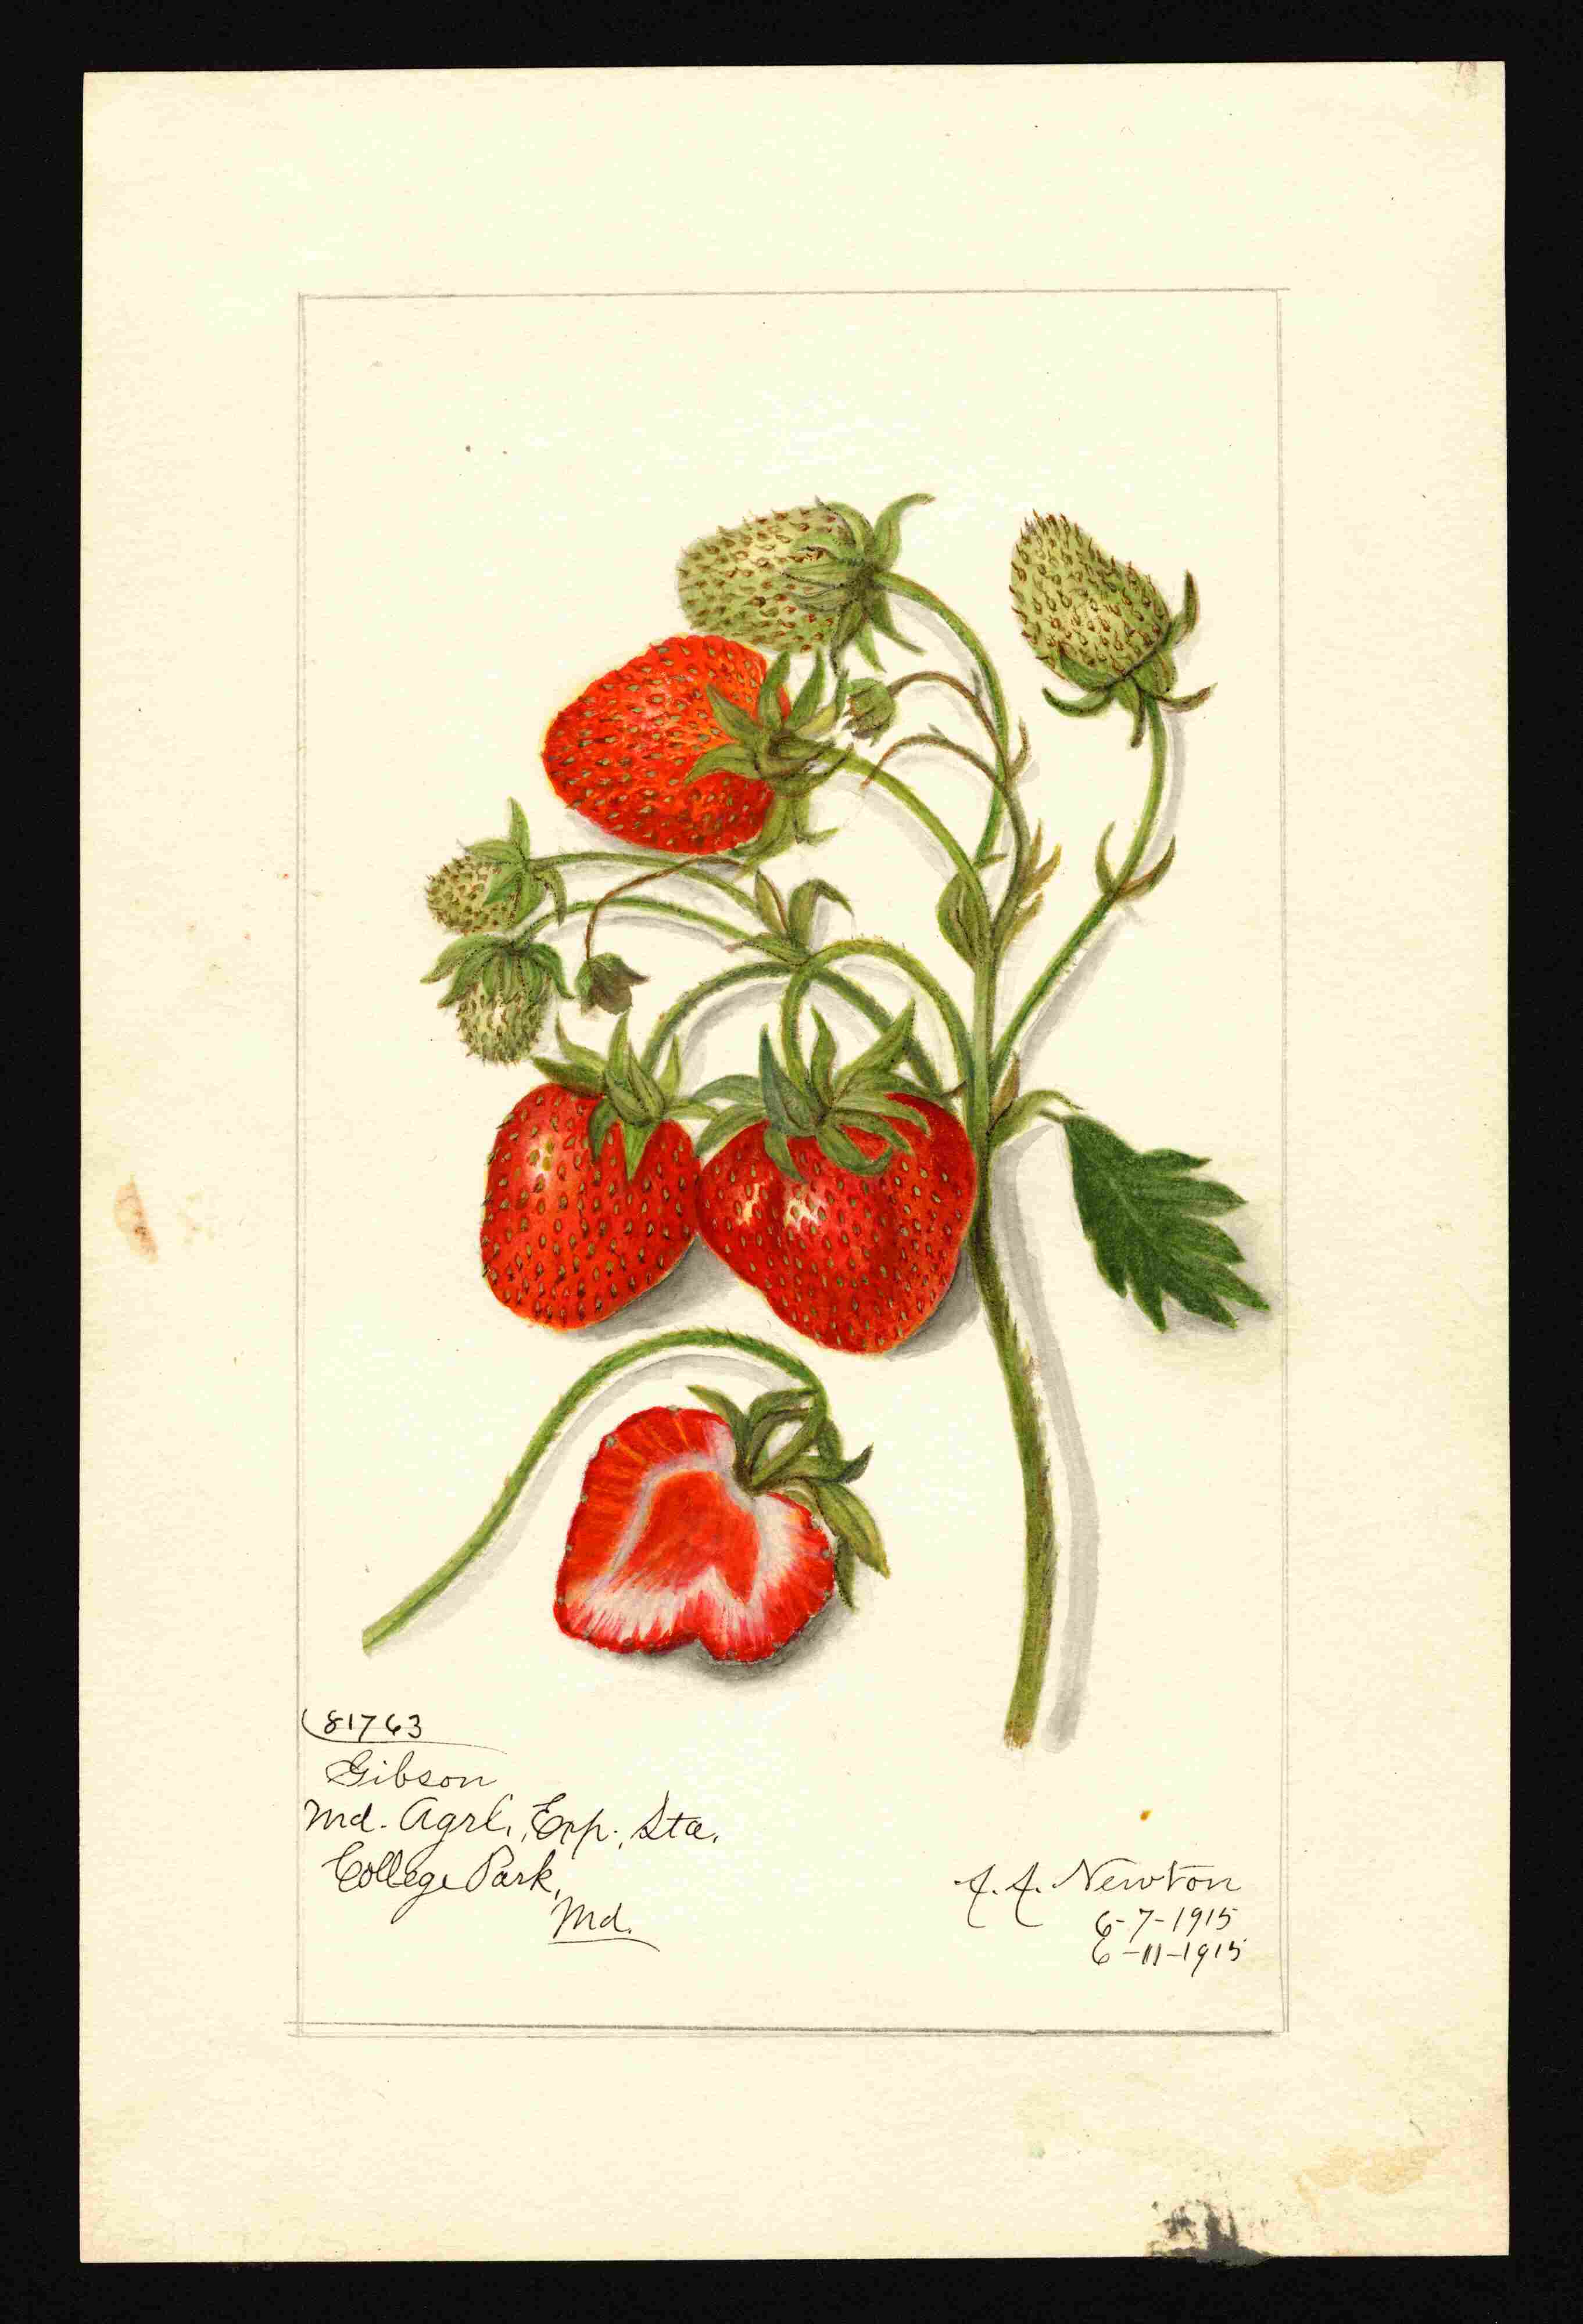 81763
Gibson
Md. Agrl. Exp. Sta.
College Park,
Md.
A. A. Newton
6-7-1915
6-11-1915